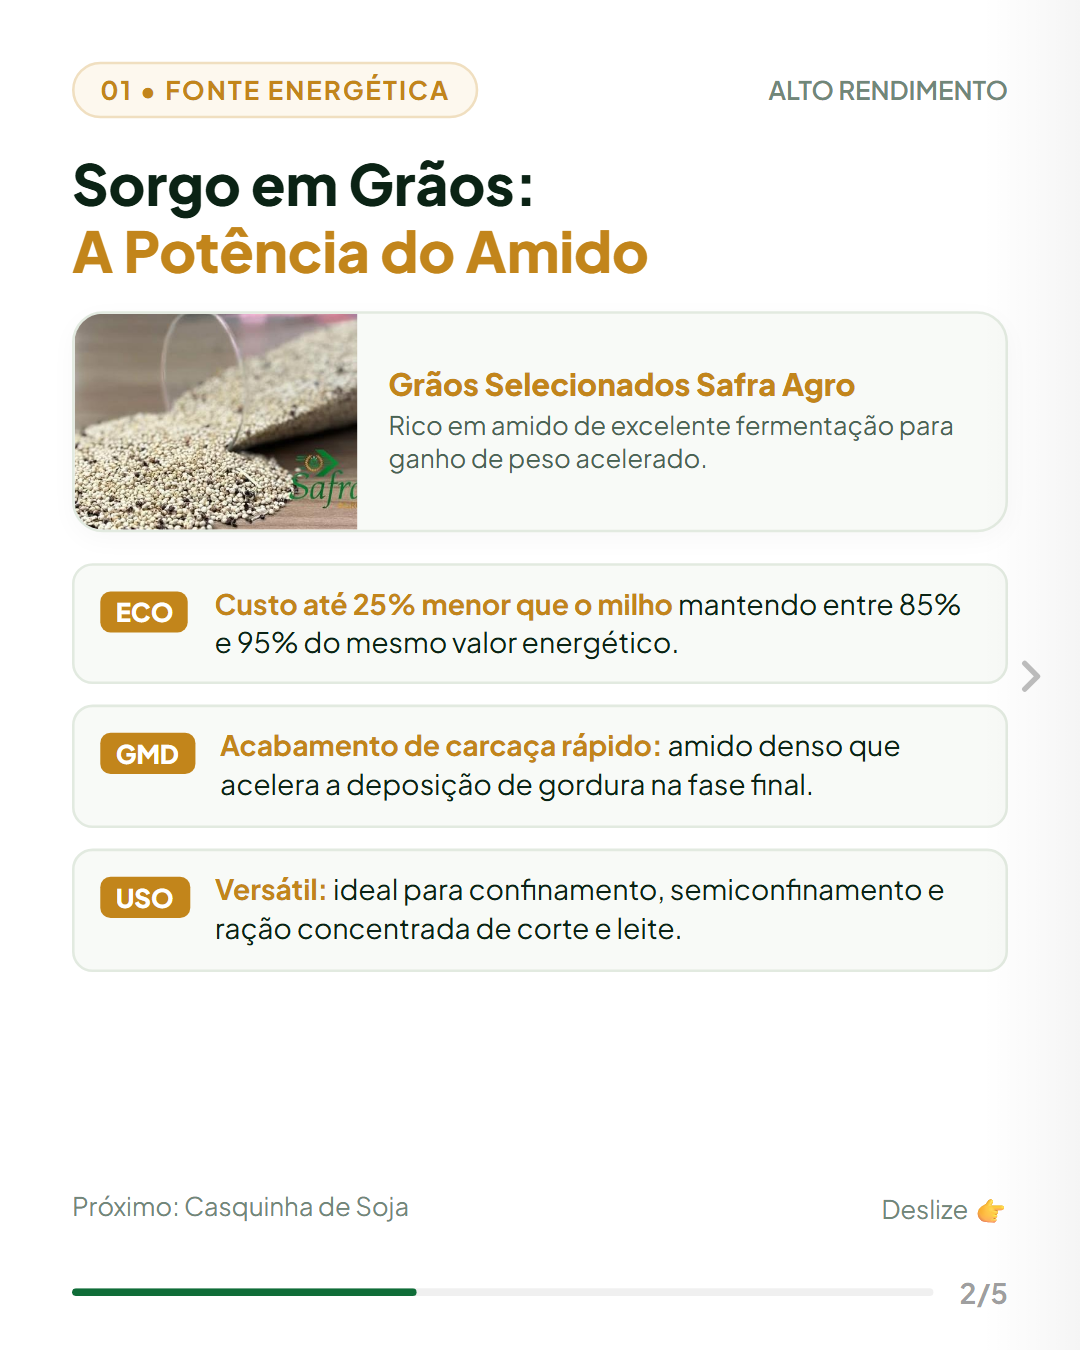 01 • FONTE ENERGÉTICA
ALTO RENDIMENTO
Sorgo em Grãos:
A Potência do Amido
Safra
Grãos Selecionados Safra Agro
Rico em amido de excelente fermentação para
ganho de peso acelerado.
ECO
Custo até 25% menor que o milho mantendo entre 85%
e 95% do mesmo valor energético.
GMD
Acabamento de carcaça rápido: amido denso que
acelera a deposição de gordura na fase final.
USO
Versátil: ideal para confinamento, semiconfinamento e
ração concentrada de corte e leite.
Próximo: Casquinha de Soja
Deslize 👉
2/5